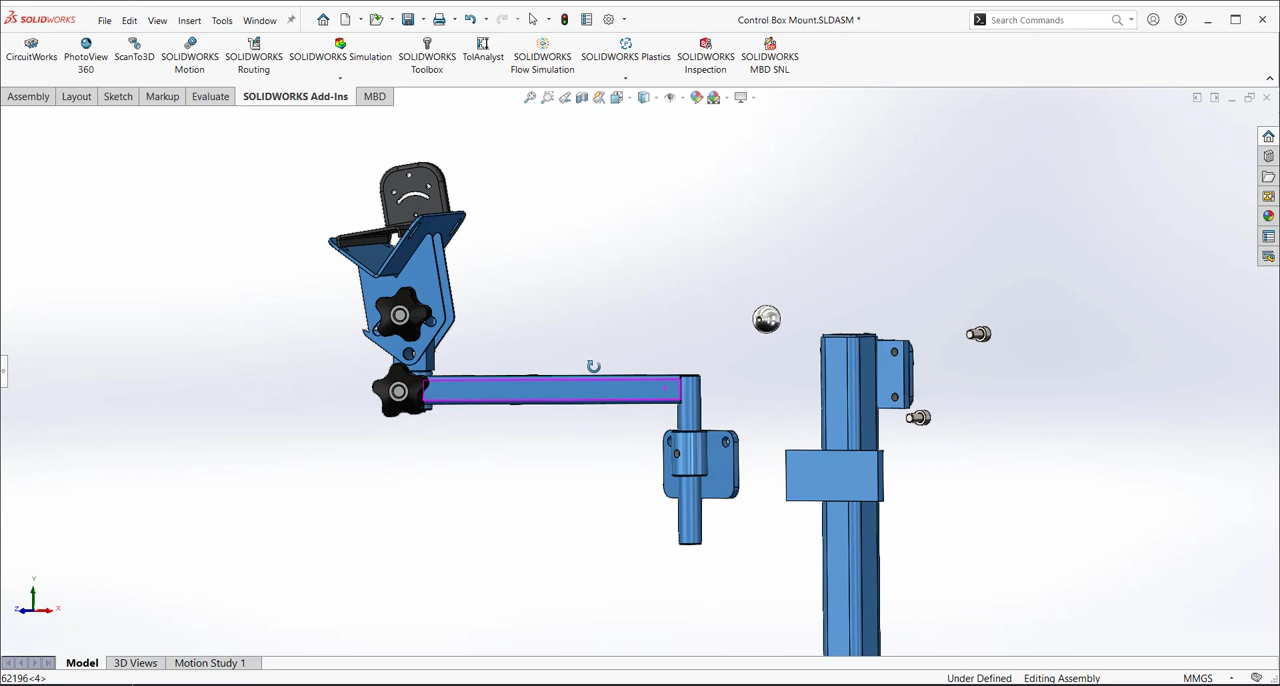 SOLIDWORKS File Edit View Insert Tools Window Control Box Mount.SLDASM * Search Commands
CircuitWorks PhotoView 360 ScanTo3D SOLIDWORKS Motion SOLIDWORKS Routing SOLIDWORKS Simulation SOLIDWORKS Toolbox TolAnalyst SOLIDWORKS Flow Simulation SOLIDWORKS Plastics SOLIDWORKS Inspection SOLIDWORKS MBD SNL
Assembly Layout Sketch Markup Evaluate SOLIDWORKS Add-Ins MBD
Y
Z X
Model 3D Views Motion Study 1
62196<4> Under Defined Editing Assembly MMGS